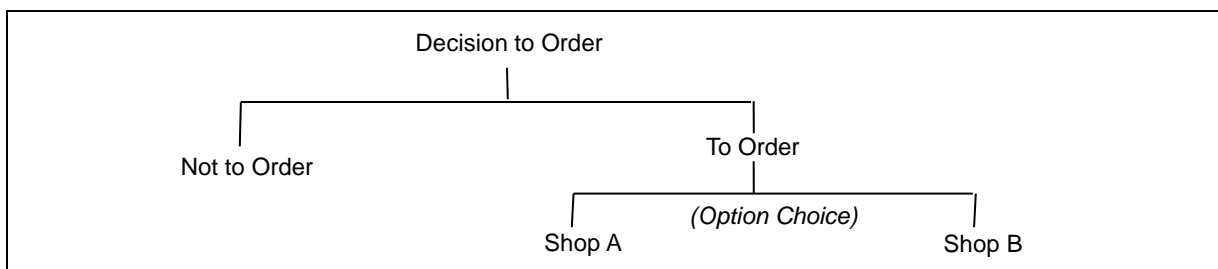 Decision to Order
Not to Order
To Order
(Option Choice)
Shop A
Shop B